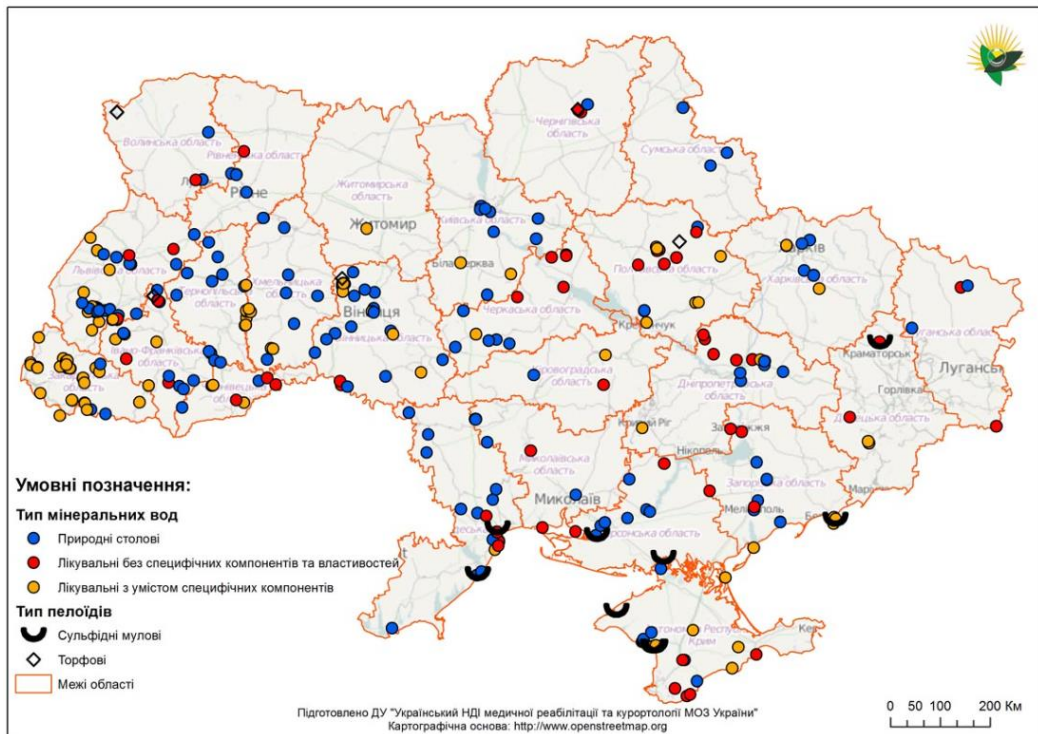 Чернігівська
область
Волинська область
Рівненська область
Сумська область
Рівне
Житомирська
область
Житомир
Київська область
Біла Церква
Полтавська
область
Харківська
область
Львівська область
Хмельницька
область
Тернопільська
область
Вінниця
Вінницька
область
Черкаська
область
Кременчук
Луганська область
Краматорськ
Луганськ
Горлівка
Івано-Франківська
область
Кіровоградська
область
Дніпропетровська
область
Донецька
область
Кривий Ріг
Нікополь
Запоріжжя
Миколаївська
область
Запорізька
область
Миколаїв
Мелітополь
Херсонська
область
Автономна Республіка
Крим
Умовні позначення:
Тип мінеральних вод
Природні столові
Лікувальні без специфічних компонентів та властивостей
Лікувальні з умістом специфічних компонентів
Тип пелоїдів
Сульфідні мулові
Торфові
Межі області
Підготовлено ДУ "Український НДІ медичної реабілітації та курортології МОЗ України"
Картографічна основа: http://www.openstreetmap.org
0 50 100 200 Км